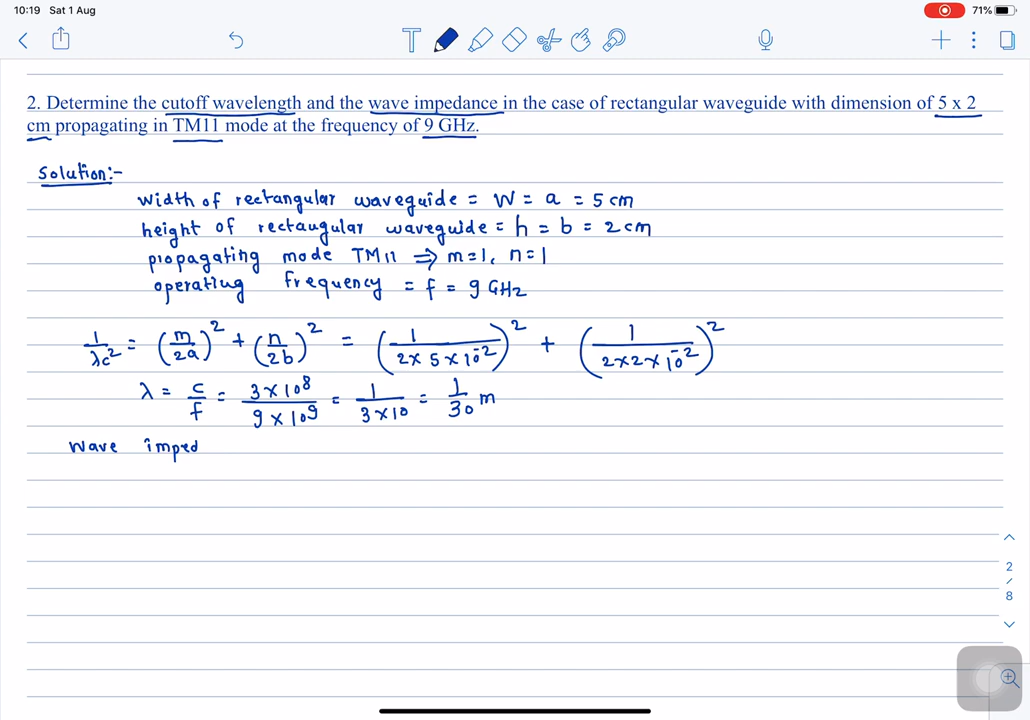 10:19 Sat 1 Aug 71%
2. Determine the cutoff wavelength and the wave impedance in the case of rectangular waveguide with dimension of 5 x 2
cm propagating in TM11 mode at the frequency of 9 GHz.
Solution:-
width of rectangular waveguide = W = a = 5 cm
height of rectaugular waveguide = h = b = 2 cm
propagating mode TM11 ⇒ m=1, n=1
operating frequency = f = 9 GHz
1/λc² = (m/2a)² + (n/2b)² = (1/(2×5×10⁻²))² + (1/(2×2×10⁻²))²
λ = c/f = 3×10⁸/9×10⁹ = 1/(3×10) = 1/30 m
wave imped
2
/
8